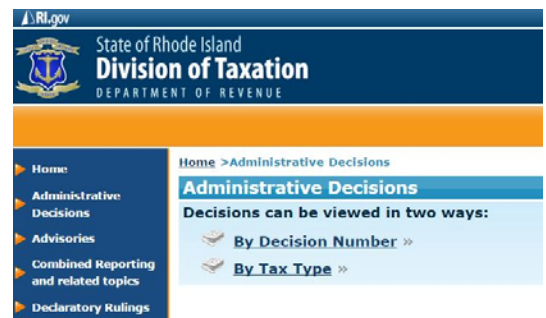 RI.gov
State of Rhode Island
Division of Taxation
DEPARTMENT OF REVENUE
Home >Administrative Decisions
Administrative Decisions
Decisions can be viewed in two ways:
By Decision Number »
By Tax Type »
Home
Administrative
Decisions
Advisories
Combined Reporting
and related topics
Declaratory Rulings